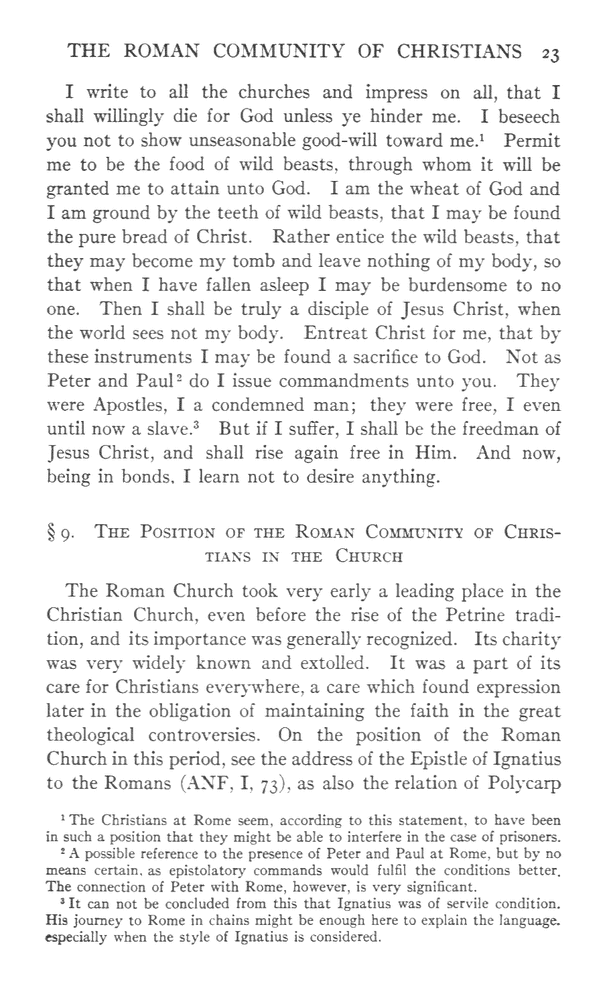 THE ROMAN COMMUNITY OF CHRISTIANS 23
I write to all the churches and impress on all, that I
shall willingly die for God unless ye hinder me. I beseech
you not to show unseasonable good-will toward me.¹ Permit
me to be the food of wild beasts, through whom it will be
granted me to attain unto God. I am the wheat of God and
I am ground by the teeth of wild beasts, that I may be found
the pure bread of Christ. Rather entice the wild beasts, that
they may become my tomb and leave nothing of my body, so
that when I have fallen asleep I may be burdensome to no
one. Then I shall be truly a disciple of Jesus Christ, when
the world sees not my body. Entreat Christ for me, that by
these instruments I may be found a sacrifice to God. Not as
Peter and Paul² do I issue commandments unto you. They
were Apostles, I a condemned man; they were free, I even
until now a slave.³ But if I suffer, I shall be the freedman of
Jesus Christ, and shall rise again free in Him. And now,
being in bonds, I learn not to desire anything.
§ 9. The Position of the Roman Community of Chris-
tians in the Church
The Roman Church took very early a leading place in the
Christian Church, even before the rise of the Petrine tradi-
tion, and its importance was generally recognized. Its charity
was very widely known and extolled. It was a part of its
care for Christians everywhere, a care which found expression
later in the obligation of maintaining the faith in the great
theological controversies. On the position of the Roman
Church in this period, see the address of the Epistle of Ignatius
to the Romans (ANF, I, 73), as also the relation of Polycarp
¹ The Christians at Rome seem, according to this statement, to have been
in such a position that they might be able to interfere in the case of prisoners.
² A possible reference to the presence of Peter and Paul at Rome, but by no
means certain, as epistolatory commands would fulfil the conditions better.
The connection of Peter with Rome, however, is very significant.
³ It can not be concluded from this that Ignatius was of servile condition.
His journey to Rome in chains might be enough here to explain the language,
especially when the style of Ignatius is considered.